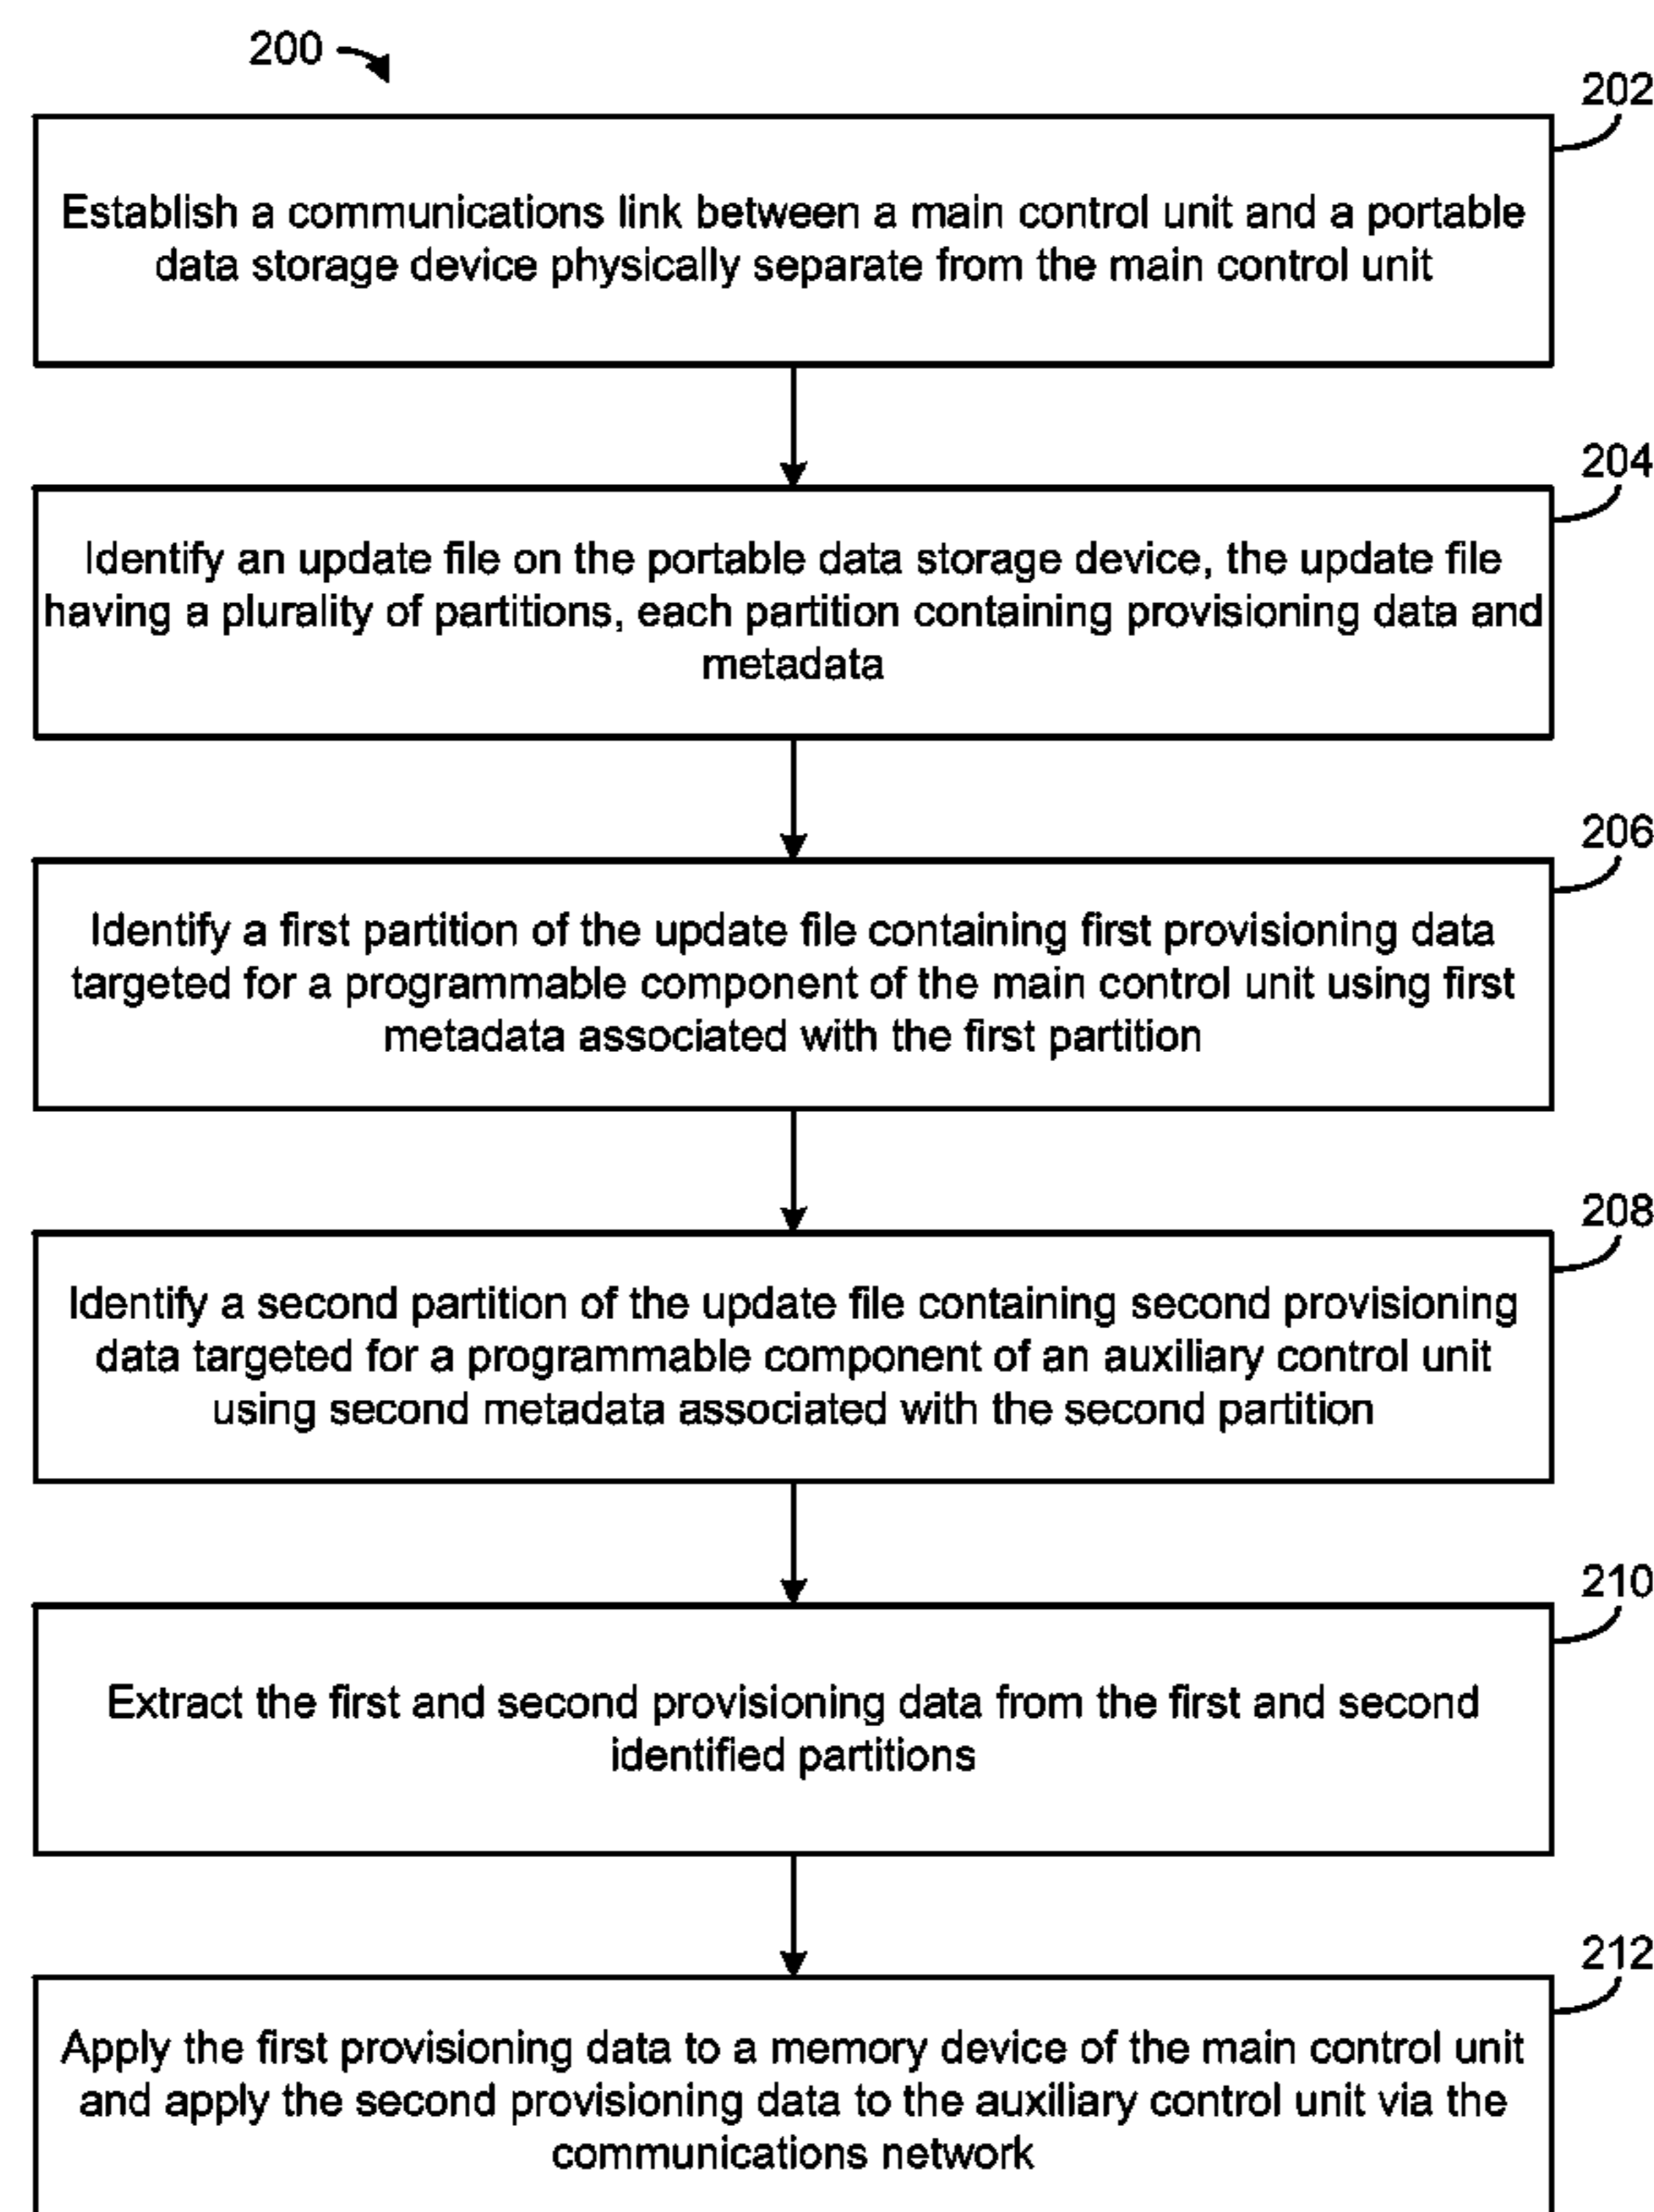 200
202
Establish a communications link between a main control unit and a portable
data storage device physically separate from the main control unit
204
Identify an update file on the portable data storage device, the update file
having a plurality of partitions, each partition containing provisioning data and
metadata
206
Identify a first partition of the update file containing first provisioning data
targeted for a programmable component of the main control unit using first
metadata associated with the first partition
208
Identify a second partition of the update file containing second provisioning
data targeted for a programmable component of an auxiliary control unit
using second metadata associated with the second partition
210
Extract the first and second provisioning data from the first and second
identified partitions
212
Apply the first provisioning data to a memory device of the main control unit
and apply the second provisioning data to the auxiliary control unit via the
communications network